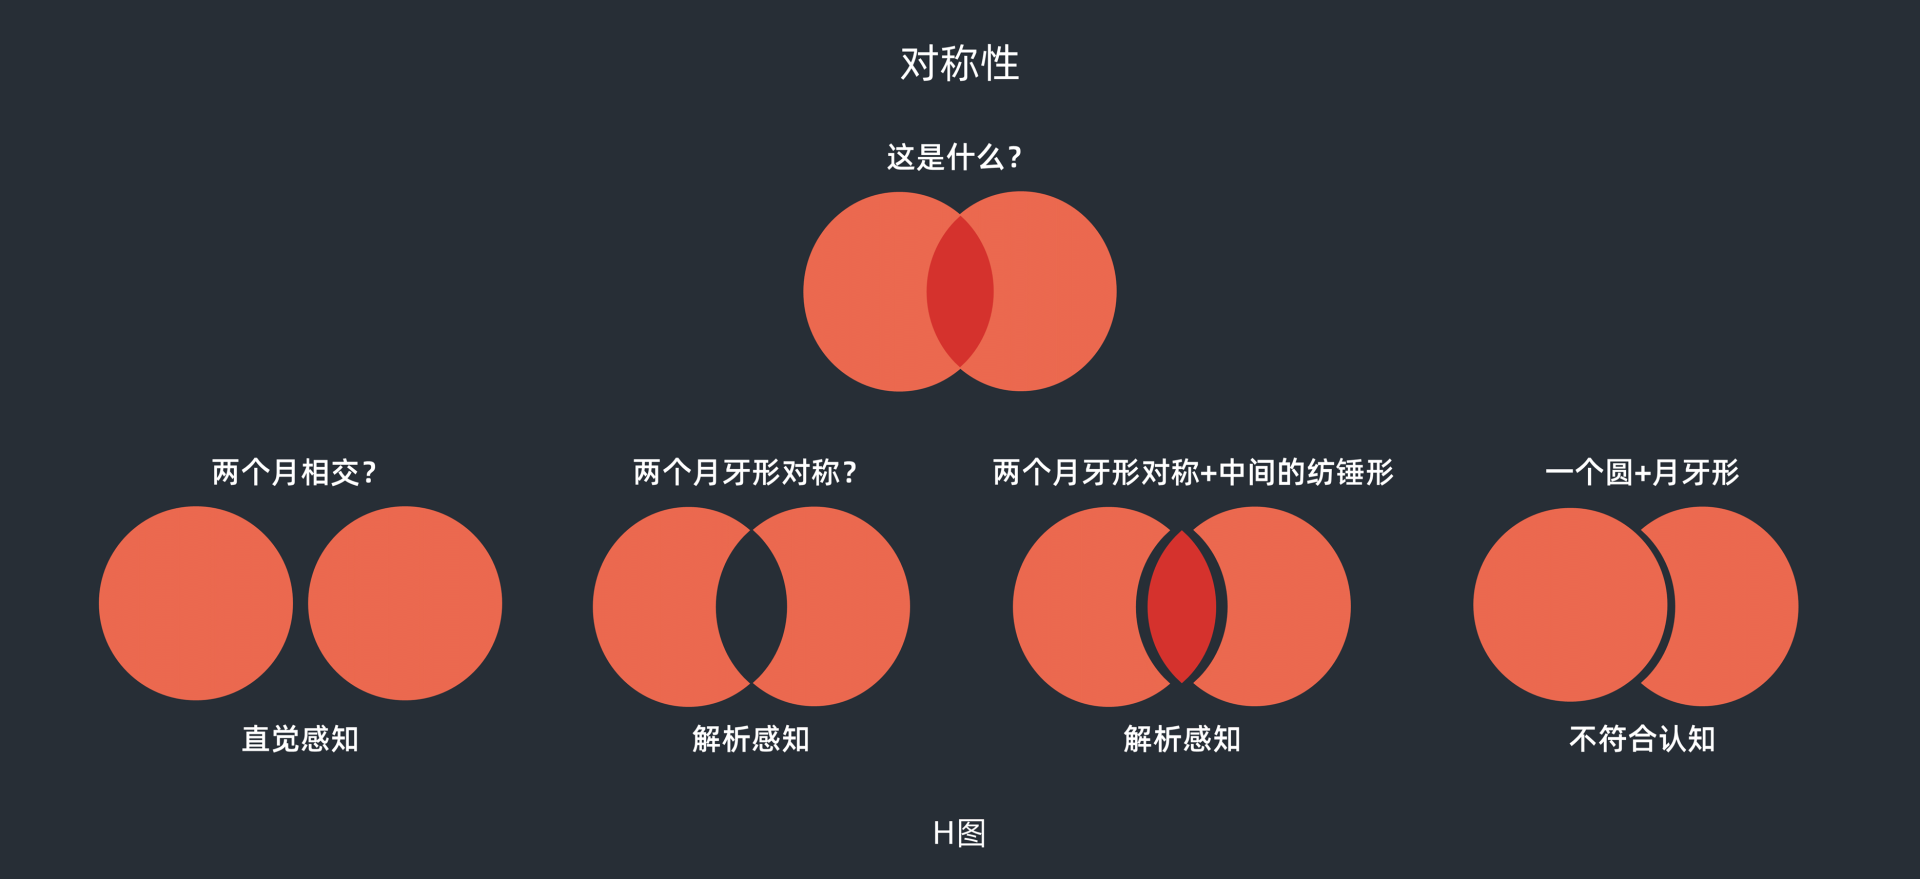 对称性
这是什么?
两个月相交?
两个月牙形对称?
两个月牙形对称+中间的纺锤形
一个圆+月牙形
直觉感知
解析感知
解析感知
不符合认知
H图